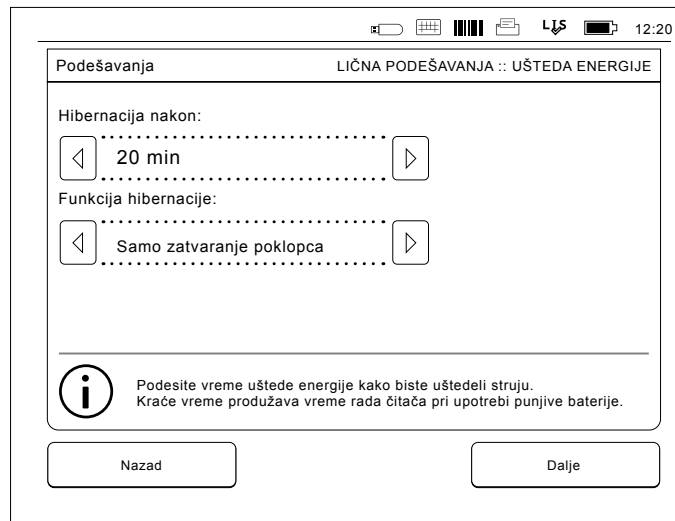 LIS 12:20
Podešavanja LIČNA PODEŠAVANJA :: UŠTEDA ENERGIJE
Hibernacija nakon:
20 min
Funkcija hibernacije:
Samo zatvaranje poklopca
Podesite vreme uštede energije kako biste uštedeli struju.
Kraće vreme produžava vreme rada čitača pri upotrebi punjive baterije.
Nazad Dalje